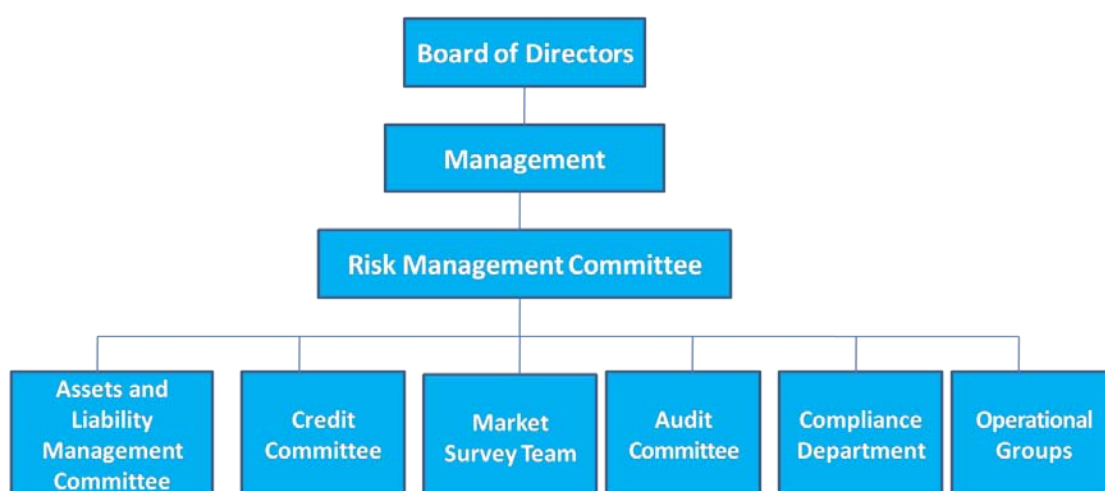 Board of Directors
Management
Risk Management Committee
Assets and
Liability
Management
Committee
Credit
Committee
Market
Survey Team
Audit
Committee
Compliance
Department
Operational
Groups